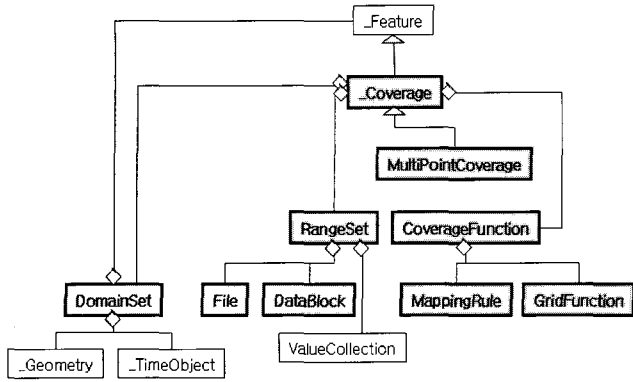 _Feature
_Coverage
MultiPointCoverage
RangeSet
CoverageFunction
DomainSet
File
DataBlock
MappingRule
GridFunction
_Geometry
_TimeObject
ValueCollection